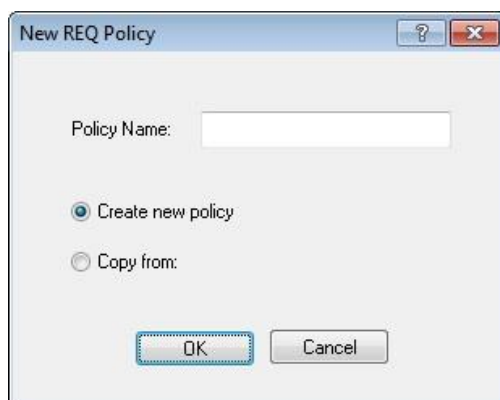 New REQ Policy
Policy Name:
Create new policy
Copy from:
OK Cancel